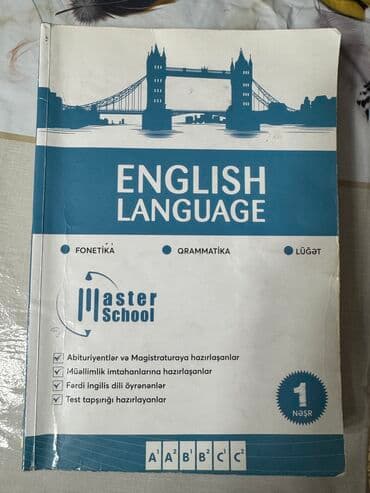 ENGLISH
LANGUAGE
FONETİKA QRAMMATİKA LÜĞƏT
Master
School
Abituriyentlər və Magistraturaya hazırlaşanlar
Müəllimlik imtahanlarına hazırlaşanlar
Fərdi ingilis dili öyrənənlər
Test tapşırığı hazırlayanlar
1
NƏŞR
A¹ A² B¹ B² C¹ C²